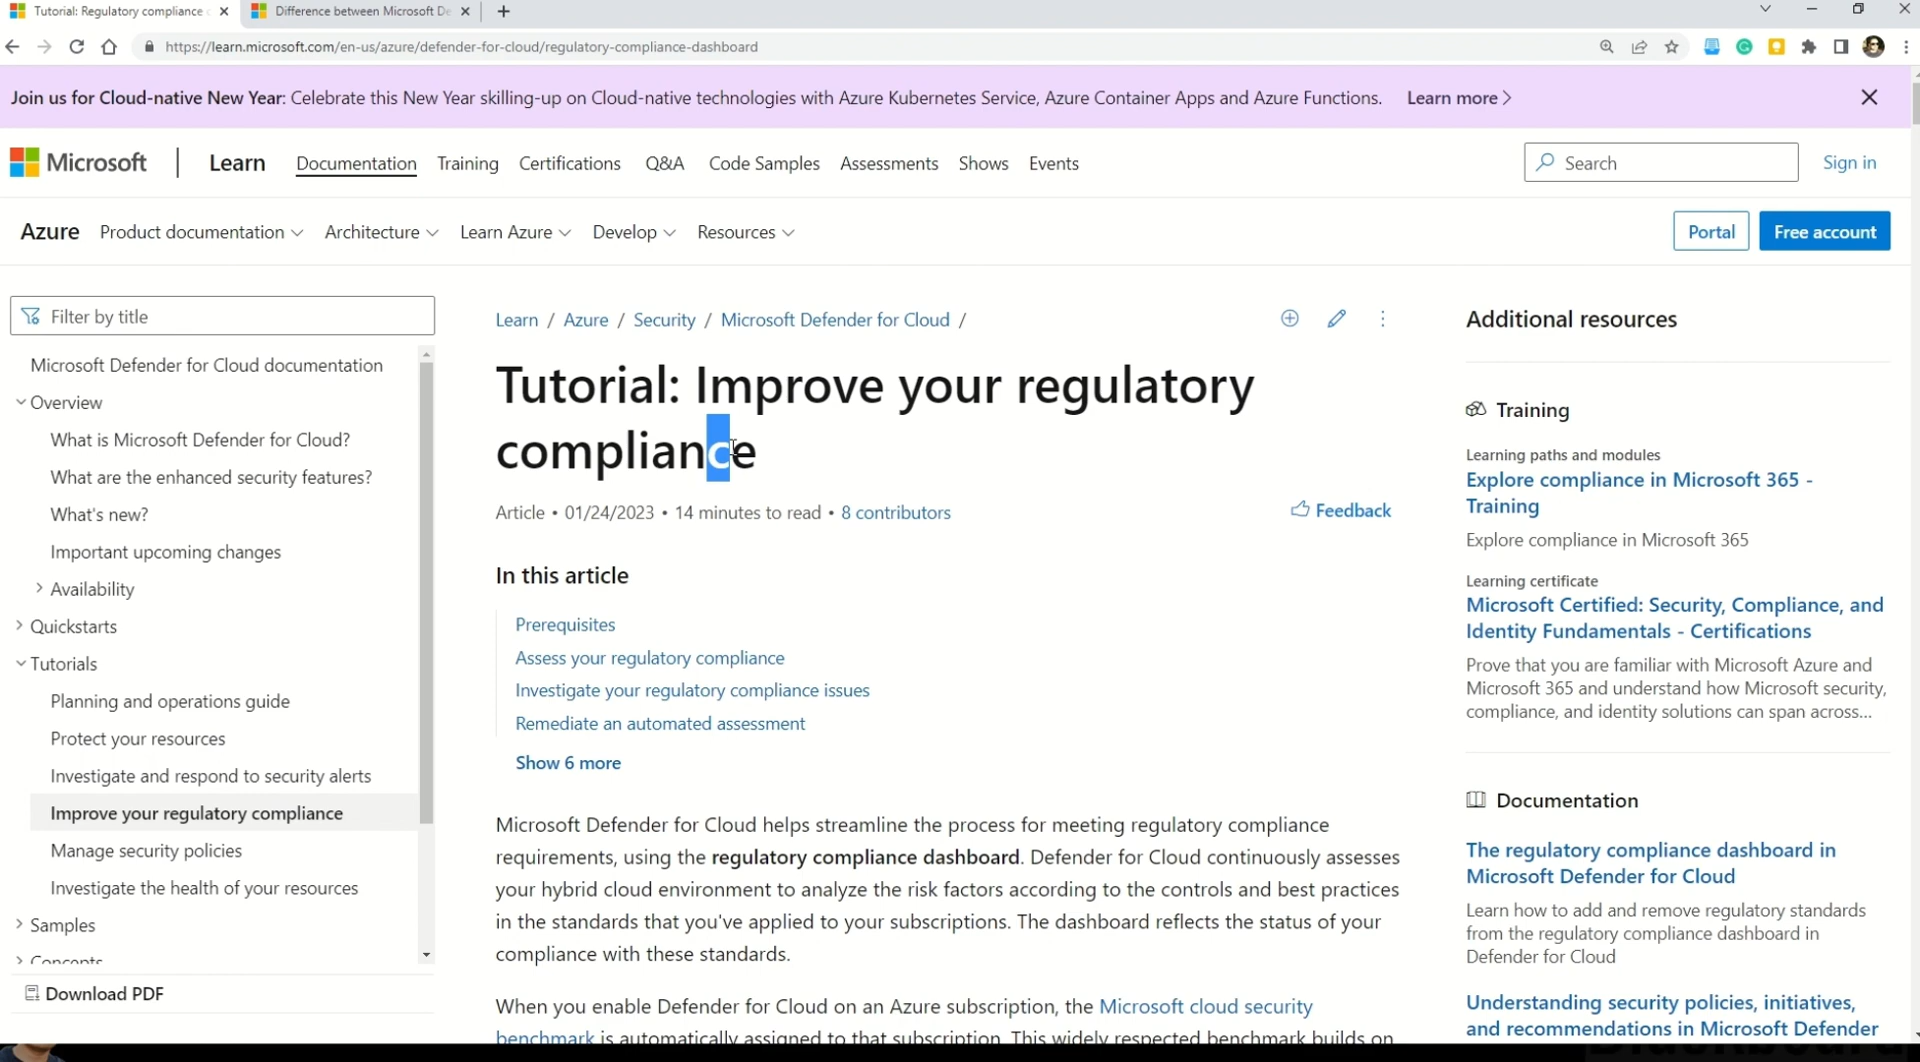 Tutorial: Regulatory compliance
Difference between Microsoft De
https://learn.microsoft.com/en-us/azure/defender-for-cloud/regulatory-compliance-dashboard
Join us for Cloud-native New Year: Celebrate this New Year skilling-up on Cloud-native technologies with Azure Kubernetes Service, Azure Container Apps and Azure Functions. Learn more
Microsoft Learn Documentation Training Certifications Q&A Code Samples Assessments Shows Events Search Sign in
Azure Product documentation Architecture Learn Azure Develop Resources Portal Free account
Filter by title
Microsoft Defender for Cloud documentation
Overview
What is Microsoft Defender for Cloud?
What are the enhanced security features?
What's new?
Important upcoming changes
Availability
Quickstarts
Tutorials
Planning and operations guide
Protect your resources
Investigate and respond to security alerts
Improve your regulatory compliance
Manage security policies
Investigate the health of your resources
Samples
Concepts
Download PDF
Learn / Azure / Security / Microsoft Defender for Cloud /
Tutorial: Improve your regulatory
compliance
Article • 01/24/2023 • 14 minutes to read • 8 contributors
Feedback
In this article
Prerequisites
Assess your regulatory compliance
Investigate your regulatory compliance issues
Remediate an automated assessment
Show 6 more
Microsoft Defender for Cloud helps streamline the process for meeting regulatory compliance
requirements, using the regulatory compliance dashboard. Defender for Cloud continuously assesses
your hybrid cloud environment to analyze the risk factors according to the controls and best practices
in the standards that you've applied to your subscriptions. The dashboard reflects the status of your
compliance with these standards.
When you enable Defender for Cloud on an Azure subscription, the Microsoft cloud security
benchmark is automatically assigned to that subscription. This widely respected benchmark builds on
Additional resources
Training
Learning paths and modules
Explore compliance in Microsoft 365 -
Training
Explore compliance in Microsoft 365
Learning certificate
Microsoft Certified: Security, Compliance, and
Identity Fundamentals - Certifications
Prove that you are familiar with Microsoft Azure and
Microsoft 365 and understand how Microsoft security,
compliance, and identity solutions can span across...
Documentation
The regulatory compliance dashboard in
Microsoft Defender for Cloud
Learn how to add and remove regulatory standards
from the regulatory compliance dashboard in
Defender for Cloud
Understanding security policies, initiatives,
and recommendations in Microsoft Defender